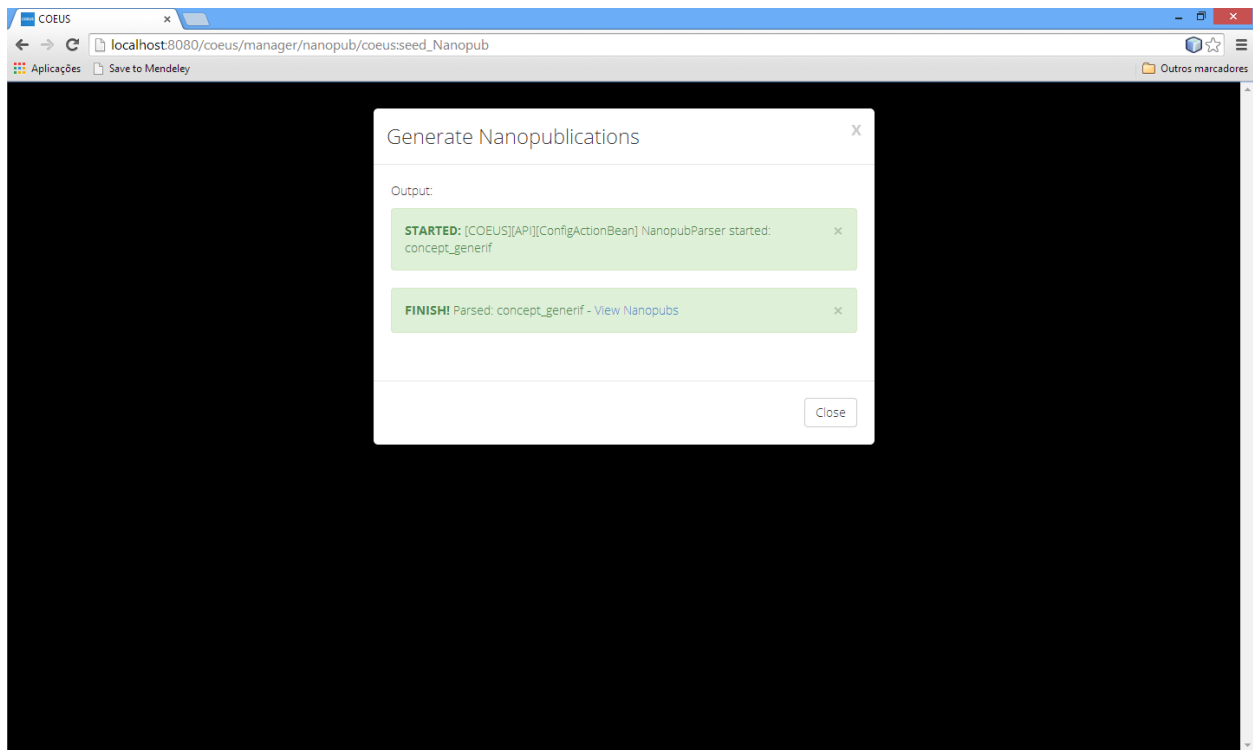 COEUS
localhost:8080/coeus/manager/nanopub/coeus:seed_Nanopub
Aplicações Save to Mendeley Outros marcadores
Generate Nanopublications x
Output:
STARTED: [COEUS][API][ConfigActionBean] NanopubParser started: ×
concept_generif
FINISH! Parsed: concept_generif - View Nanopubs ×
Close